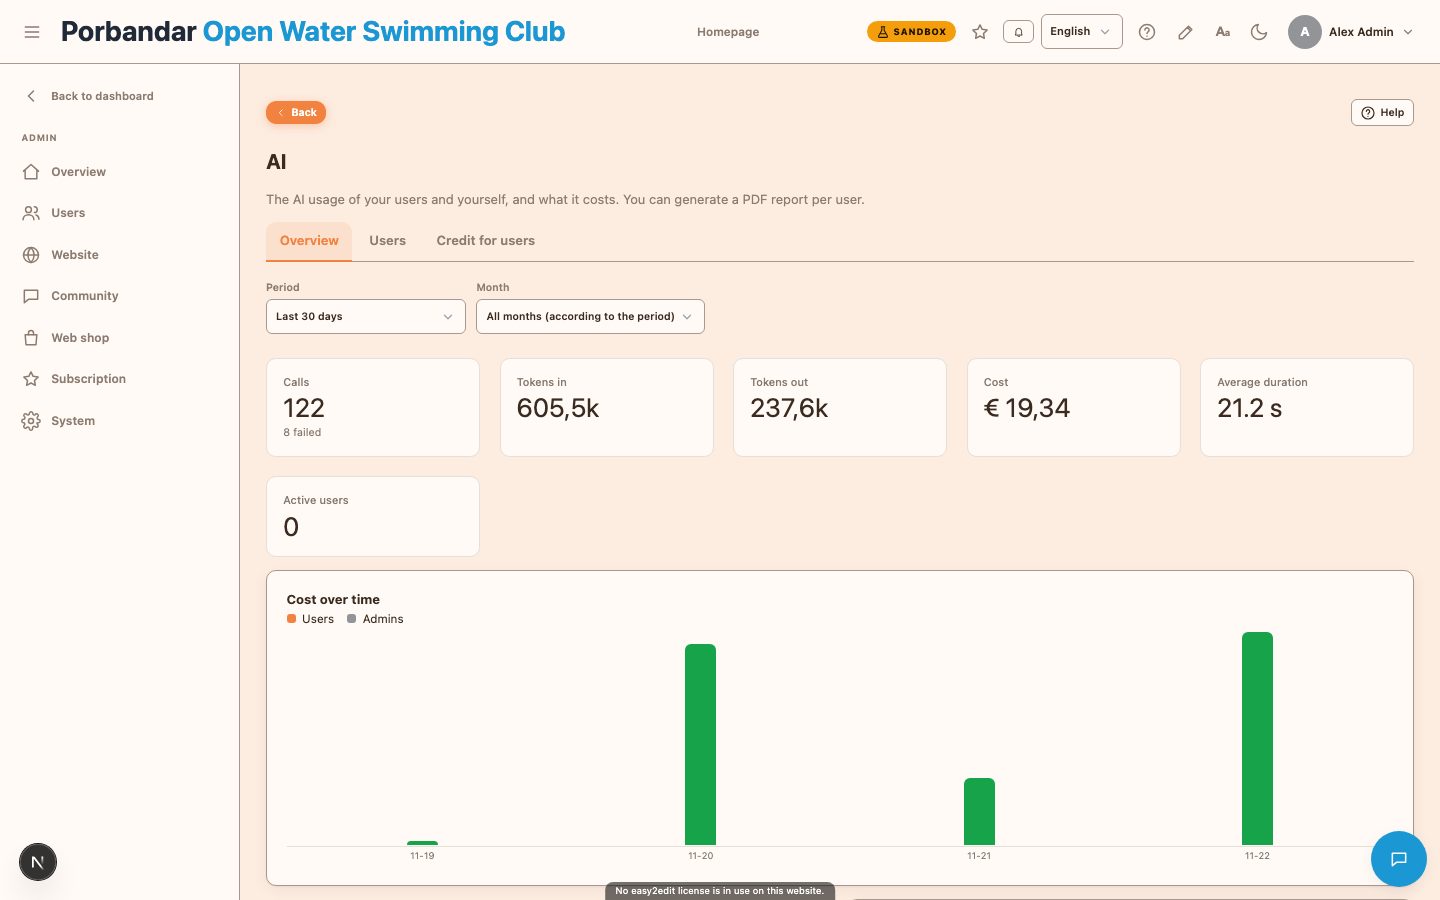 Porbandar Open Water Swimming Club
Homepage
SANDBOX
English
Aa
A
Alex Admin
Back to dashboard
ADMIN
Overview
Users
Website
Community
Web shop
Subscription
System
Back
Help
AI
The AI usage of your users and yourself, and what it costs. You can generate a PDF report per user.
Overview
Users
Credit for users
Period
Month
Last 30 days
All months (according to the period)
Calls
122
8 failed
Tokens in
605,5k
Tokens out
237,6k
Cost
€ 19,34
Average duration
21.2 s
Active users
0
Cost over time
Users
Admins
11-19
11-20
11-21
11-22
N
No easy2edit license is in use on this website.